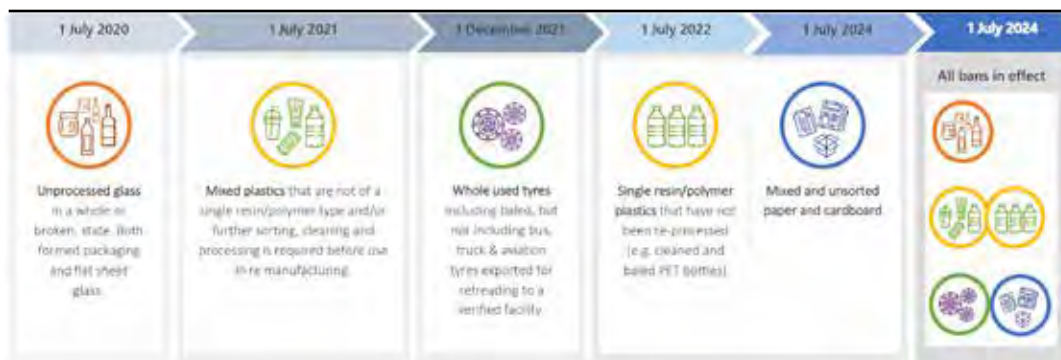 1 July 2020
1 July 2021
1 December 2021
1 July 2022
1 July 2024
1 July 2024
Unprocessed glass
in a whole or
broken, state. Both
formed packaging
and flat sheet
glass.
Mixed plastics that are not of a
single resin/polymer type and/or
further sorting, cleaning and
processing is required before use
in re manufacturing.
Whole used tyres
including baled, but
not including bus,
truck & aviation
tyres exported for
retreading to a
verified facility
Single resin/polymer
plastics that have not
been re-processed
(e.g. cleaned and
baled PET bottles)
Mixed and unsorted
paper and cardboard
All bans in effect